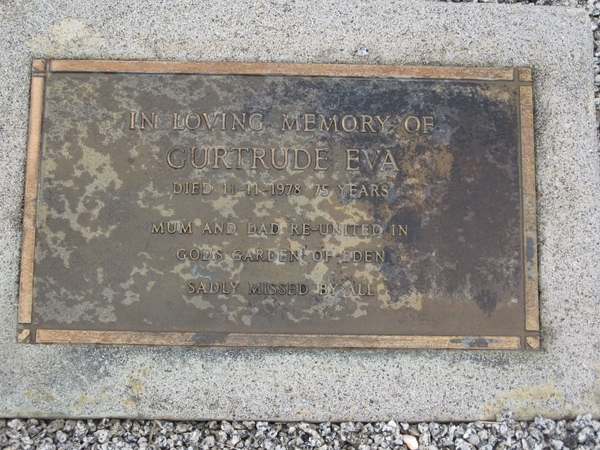 IN LOVING MEMORY OF
GURTRUDE EVA
DIED 11-11-1978 75 YEARS
MUM AND DAD RE-UNITED IN
GODS GARDEN OF EDEN
SADLY MISSED BY ALL